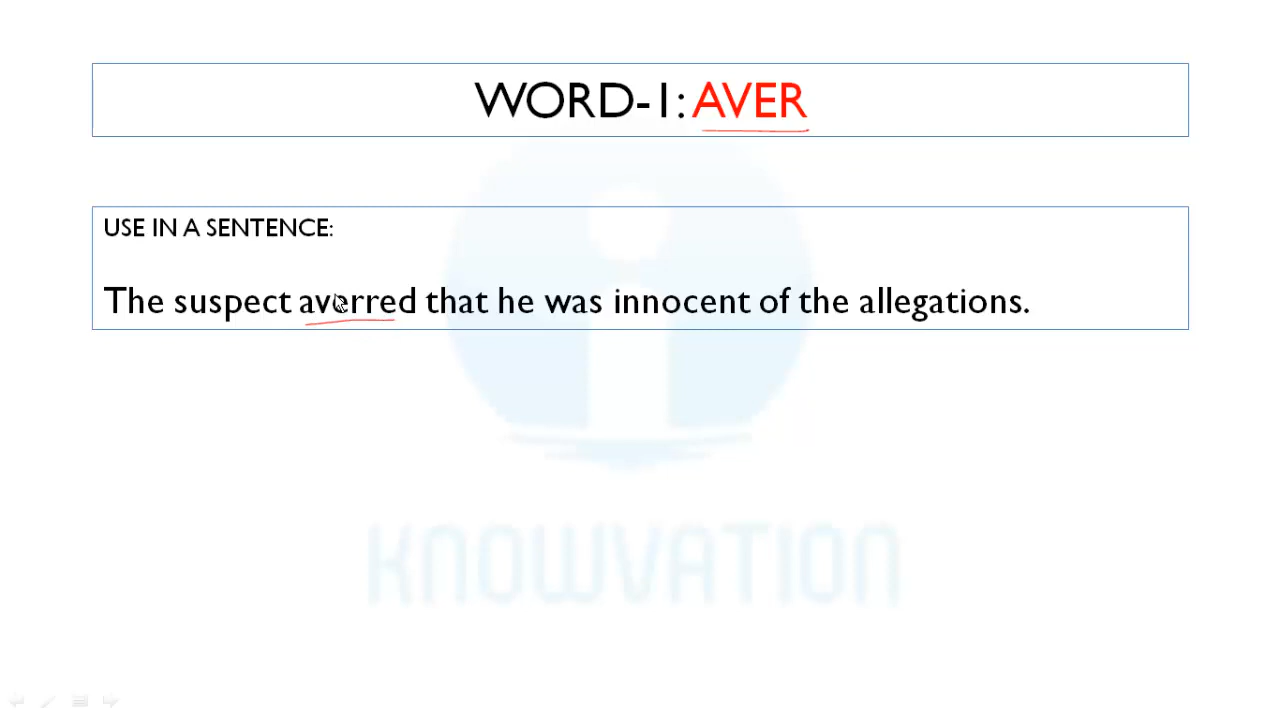 WORD-1: AVER
USE IN A SENTENCE:
The suspect averred that he was innocent of the allegations.
KNOWVATION